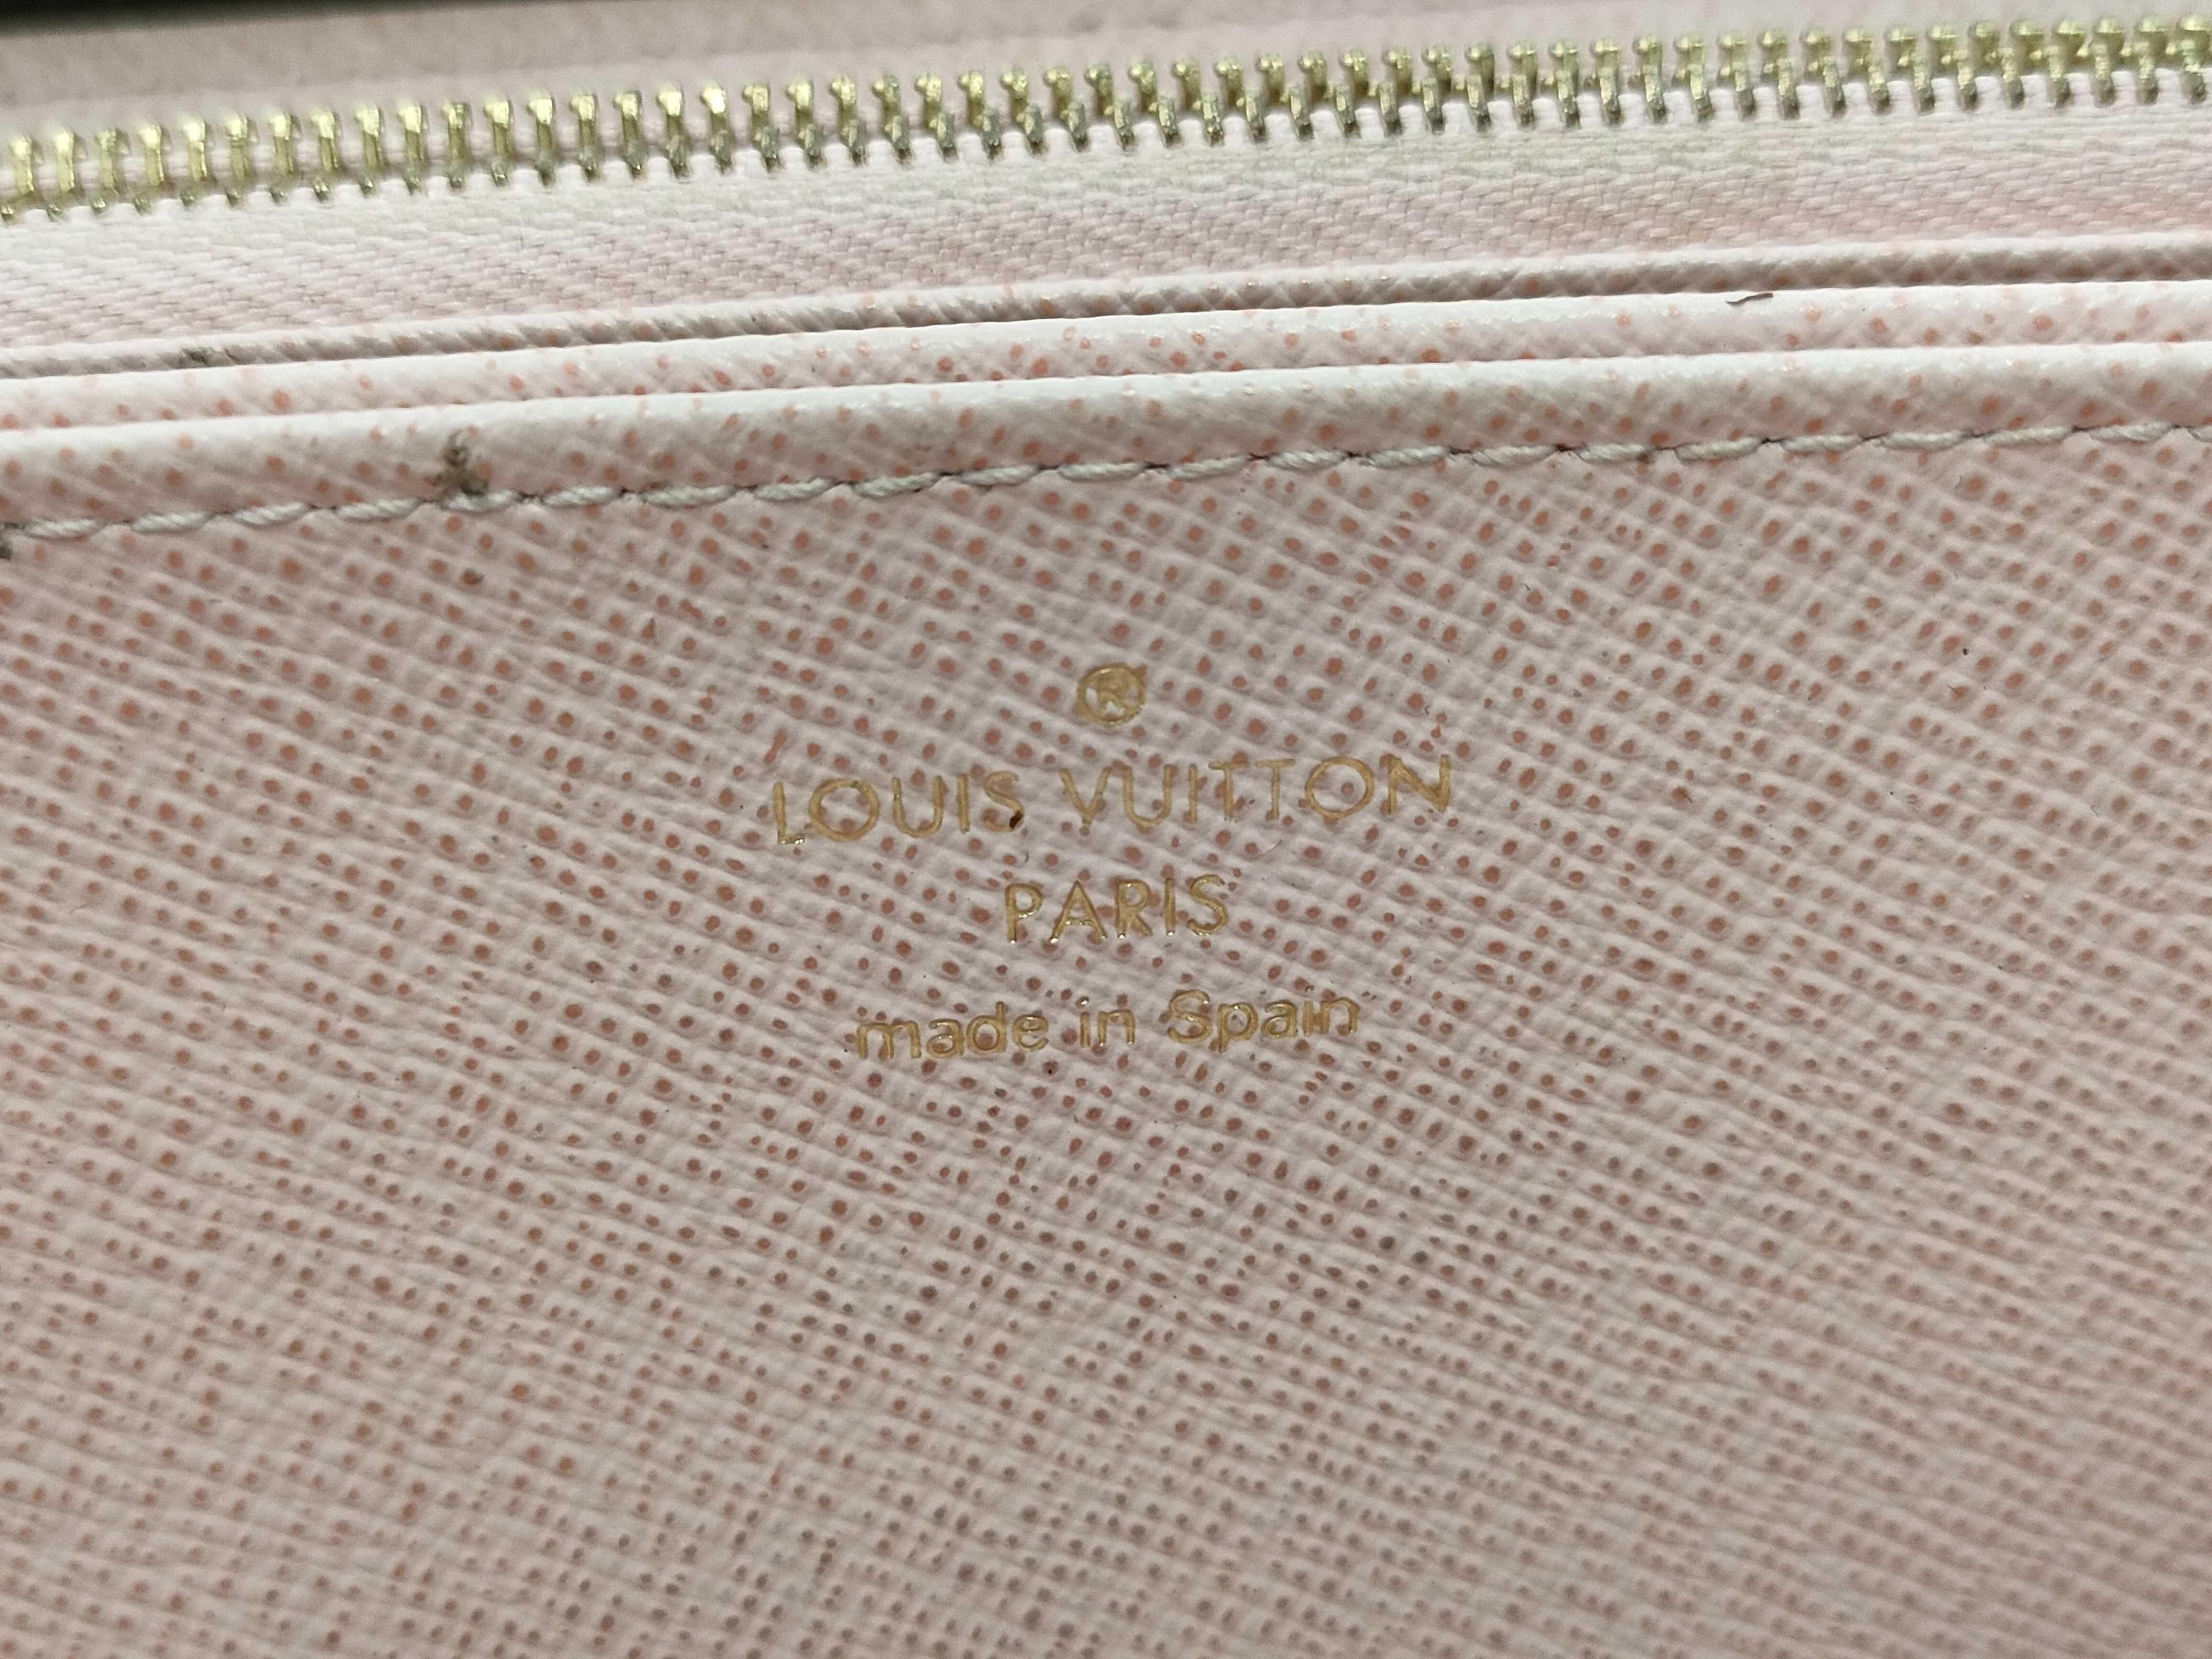 ®
LOUIS VUITTON
PARIS
made in Spain